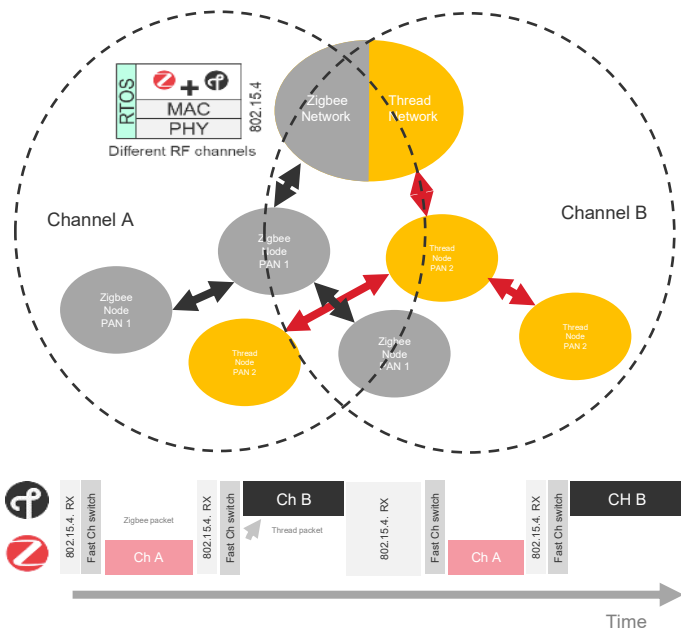 RTOS
Z + 
MAC
PHY
802.15.4
Different RF channels
Zigbee
Network
Thread
Network
Channel A
Channel B
Zigbee
Node
PAN 1
Thread
Node
PAN 2
Zigbee
Node
PAN 1
Thread
Node
PAN 2
Zigbee
Node
PAN 1
Thread
Node
PAN 2
802.15.4. RX
Fast Ch switch
Zigbee packet
Ch A
802.15.4. RX
Fast Ch switch
Ch B
Thread packet
802.15.4. RX
Fast Ch switch
Ch A
802.15.4. RX
Fast Ch switch
CH B
Time